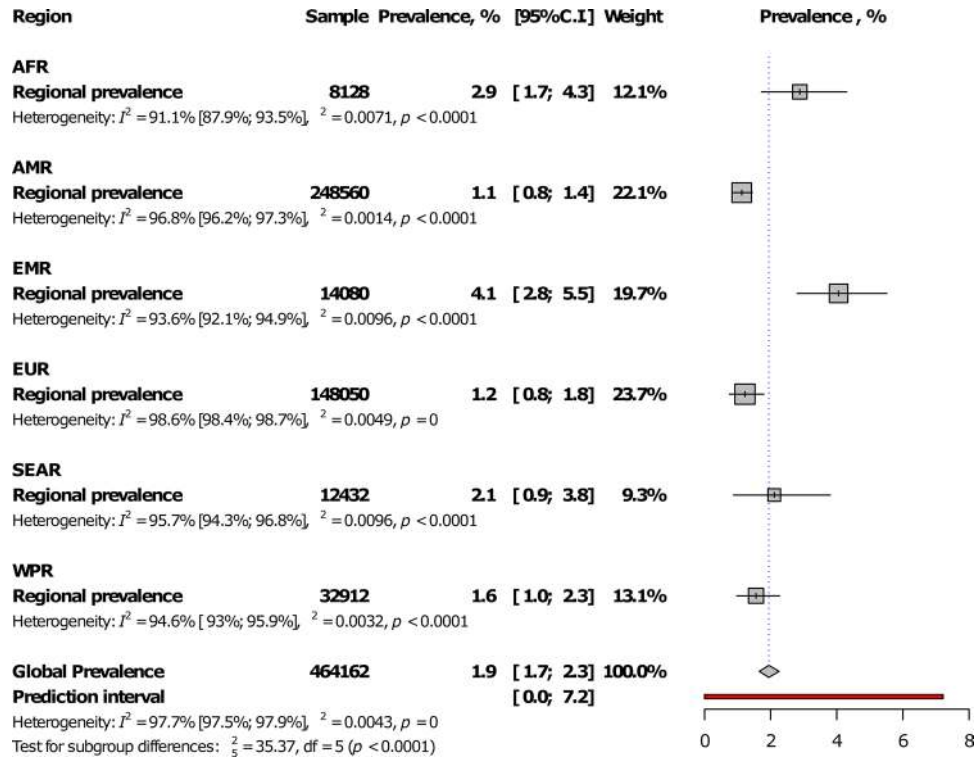 Region Sample Prevalence, % [95%C.I] Weight Prevalence , %
AFR
Regional prevalence 8128 2.9 [ 1.7; 4.3] 12.1%
Heterogeneity: I² = 91.1% [87.9%; 93.5%], ² = 0.0071, p < 0.0001
AMR
Regional prevalence 248560 1.1 [ 0.8; 1.4] 22.1%
Heterogeneity: I² = 96.8% [96.2%; 97.3%], ² = 0.0014, p < 0.0001
EMR
Regional prevalence 14080 4.1 [ 2.8; 5.5] 19.7%
Heterogeneity: I² = 93.6% [92.1%; 94.9%], ² = 0.0096, p < 0.0001
EUR
Regional prevalence 148050 1.2 [ 0.8; 1.8] 23.7%
Heterogeneity: I² = 98.6% [98.4%; 98.7%], ² = 0.0049, p = 0
SEAR
Regional prevalence 12432 2.1 [ 0.9; 3.8] 9.3%
Heterogeneity: I² = 95.7% [94.3%; 96.8%], ² = 0.0096, p < 0.0001
WPR
Regional prevalence 32912 1.6 [ 1.0; 2.3] 13.1%
Heterogeneity: I² = 94.6% [ 93%; 95.9%], ² = 0.0032, p < 0.0001
Global Prevalence 464162 1.9 [ 1.7; 2.3] 100.0%
Prediction interval [ 0.0; 7.2]
Heterogeneity: I² = 97.7% [97.5%; 97.9%], ² = 0.0043, p = 0
Test for subgroup differences: ²₅ = 35.37, df = 5 (p < 0.0001)
0 2 4 6 8